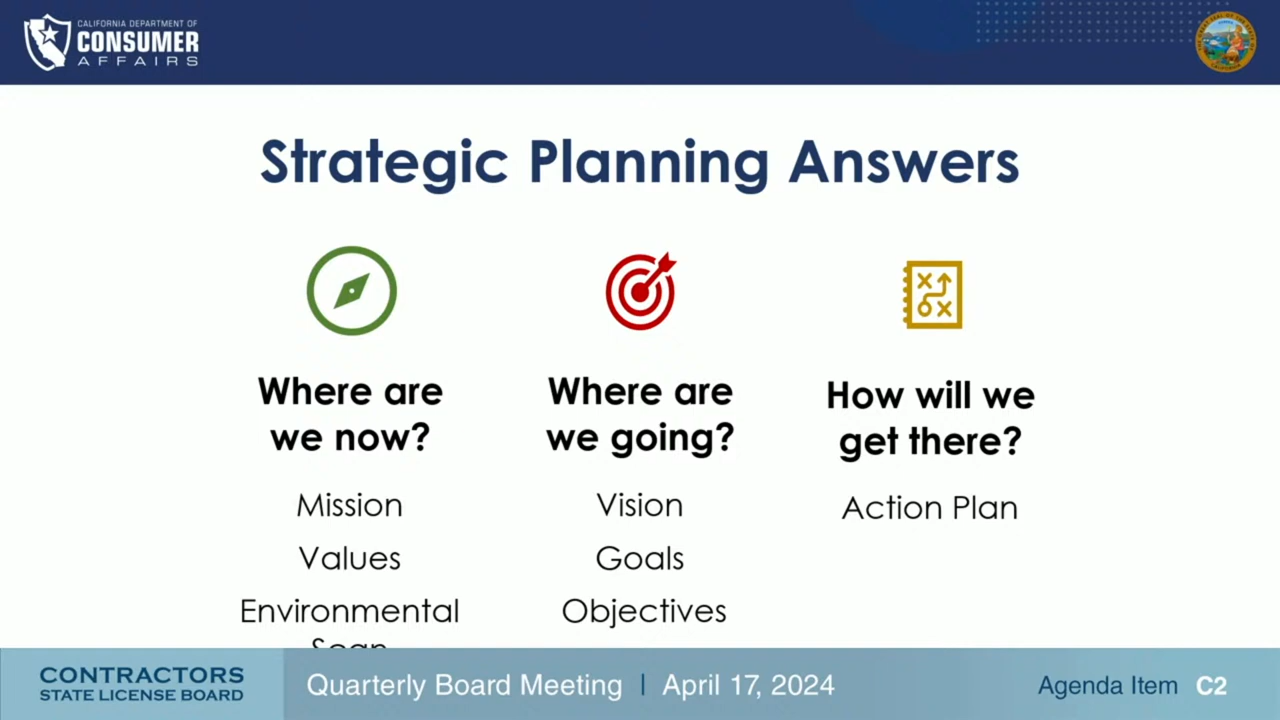 CALIFORNIA DEPARTMENT OF
CONSUMER
AFFAIRS
Strategic Planning Answers
Where are
we now?
Mission
Values
Environmental
Scan
Where are
we going?
Vision
Goals
Objectives
How will we
get there?
Action Plan
CONTRACTORS
STATE LICENSE BOARD
Quarterly Board Meeting | April 17, 2024
Agenda Item C2